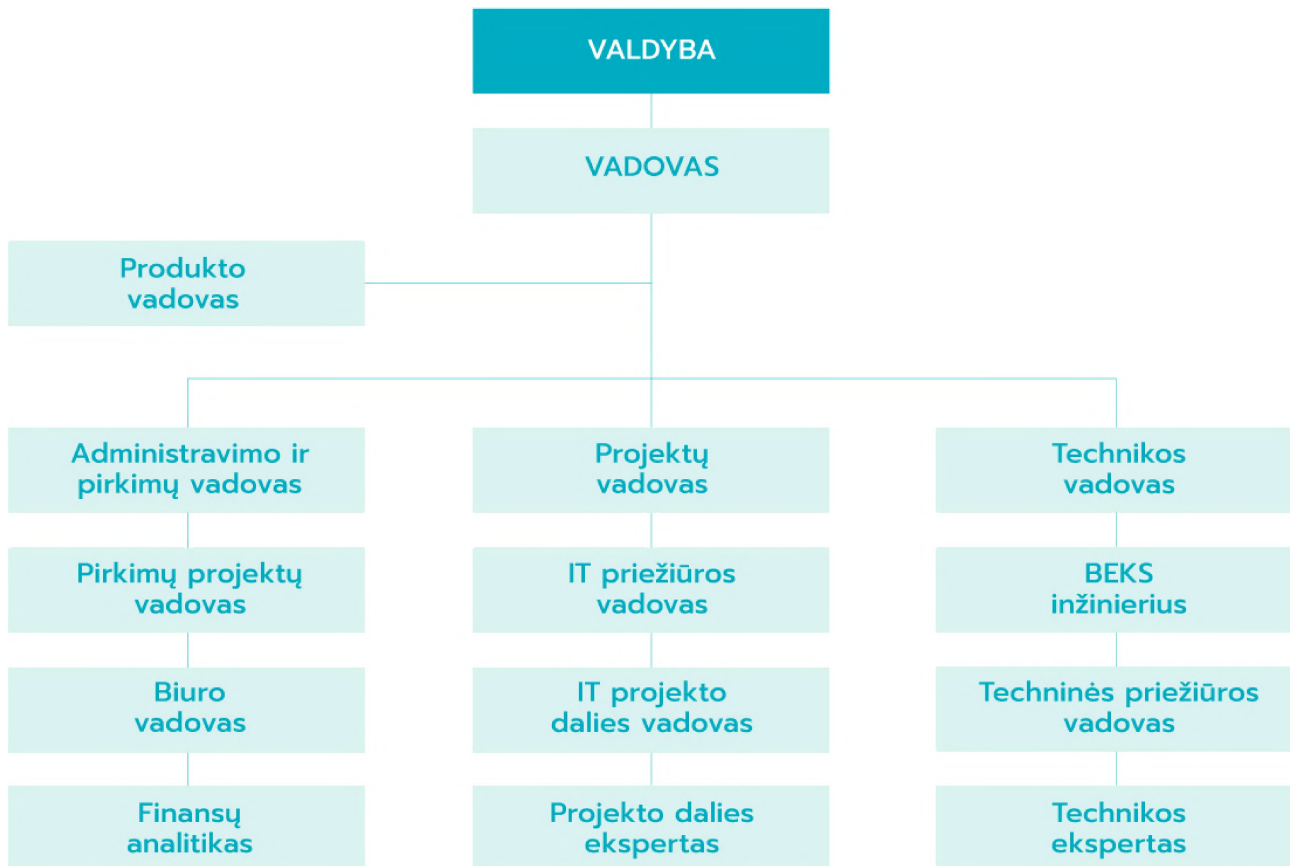 VALDYBA
VADOVAS
Produkto
vadovas
Administravimo ir
pirkimų vadovas
Projektų
vadovas
Technikos
vadovas
Pirkimų projektų
vadovas
IT priežiūros
vadovas
BEKS
inžinierius
Biuro
vadovas
IT projekto
dalies vadovas
Techninės priežiūros
vadovas
Finansų
analitikas
Projekto dalies
ekspertas
Technikos
ekspertas